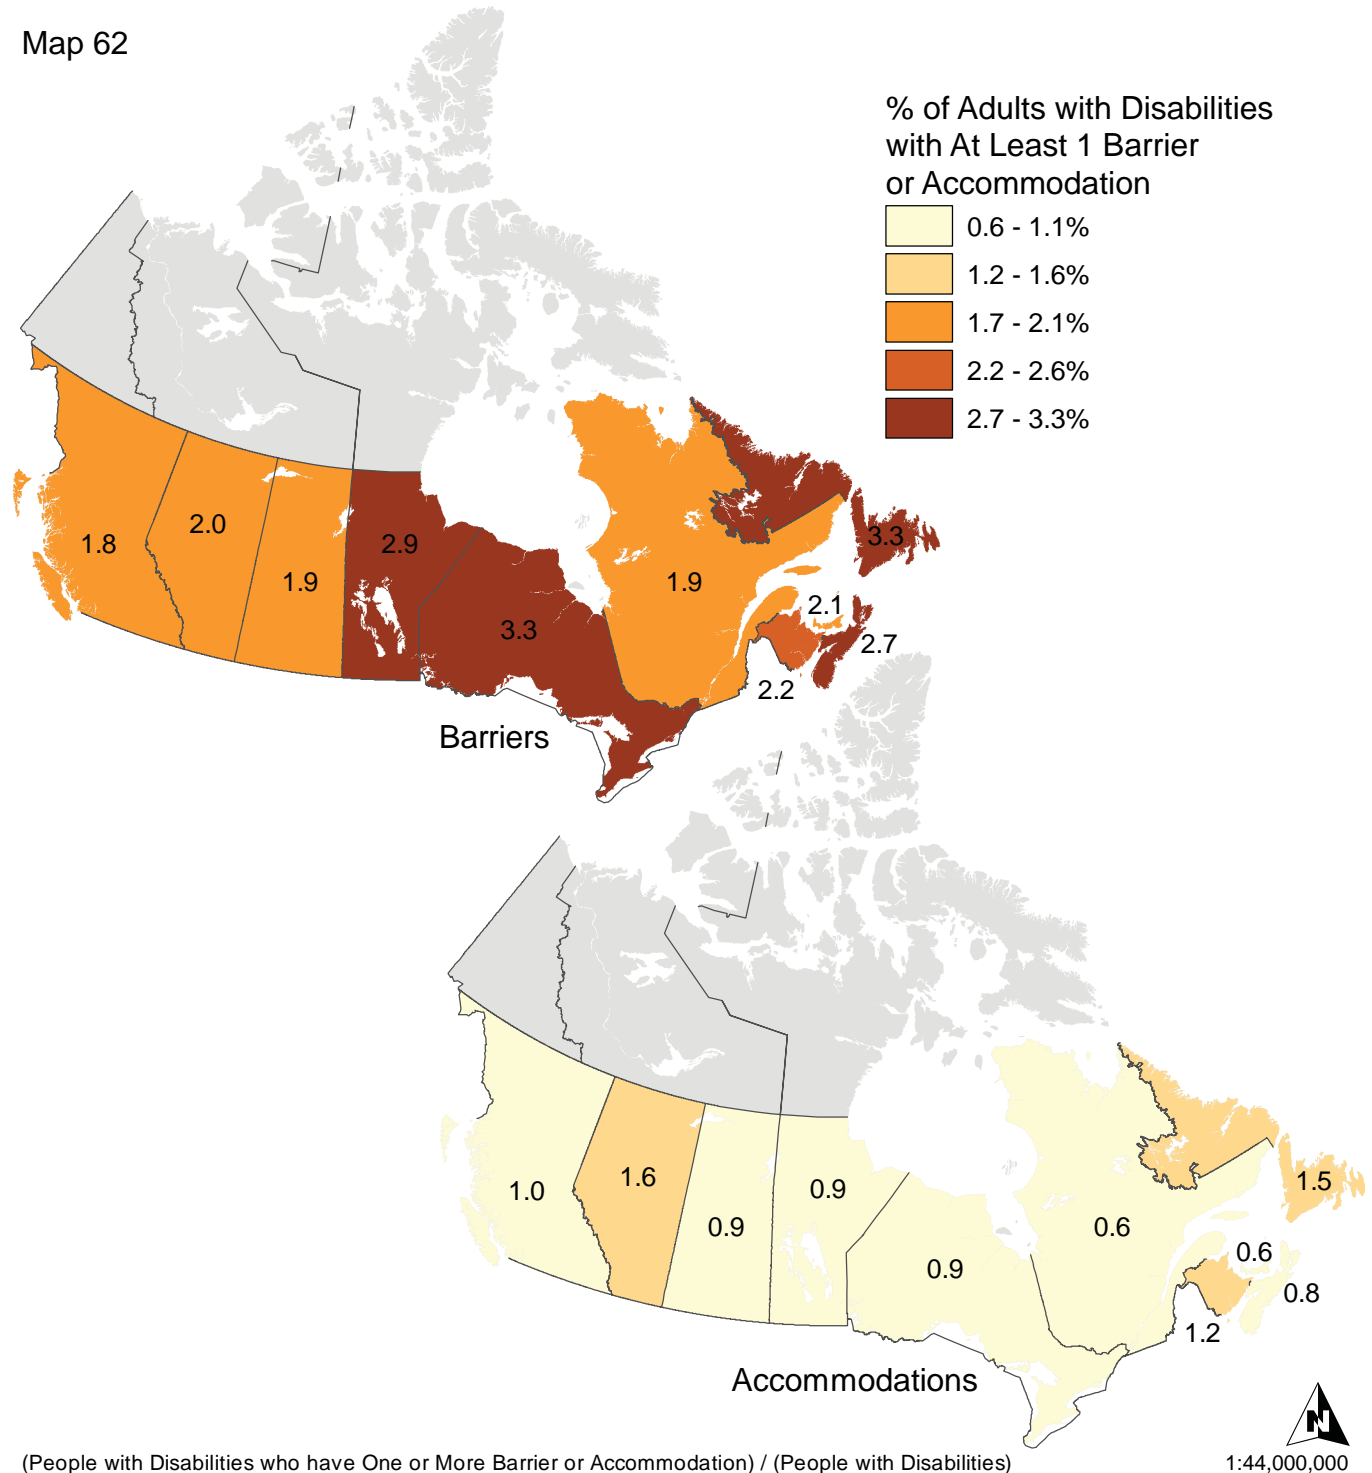 Map 62
% of Adults with Disabilities
with At Least 1 Barrier
or Accommodation
0.6 - 1.1%
1.2 - 1.6%
1.7 - 2.1%
2.2 - 2.6%
2.7 - 3.3%
1.8
2.0
1.9
2.9
3.3
1.9
3.3
2.1
2.7
2.2
Barriers
1.0
1.6
0.9
0.9
0.9
0.6
1.5
0.6
0.8
1.2
Accommodations
N
(People with Disabilities who have One or More Barrier or Accommodation) / (People with Disabilities)
1:44,000,000